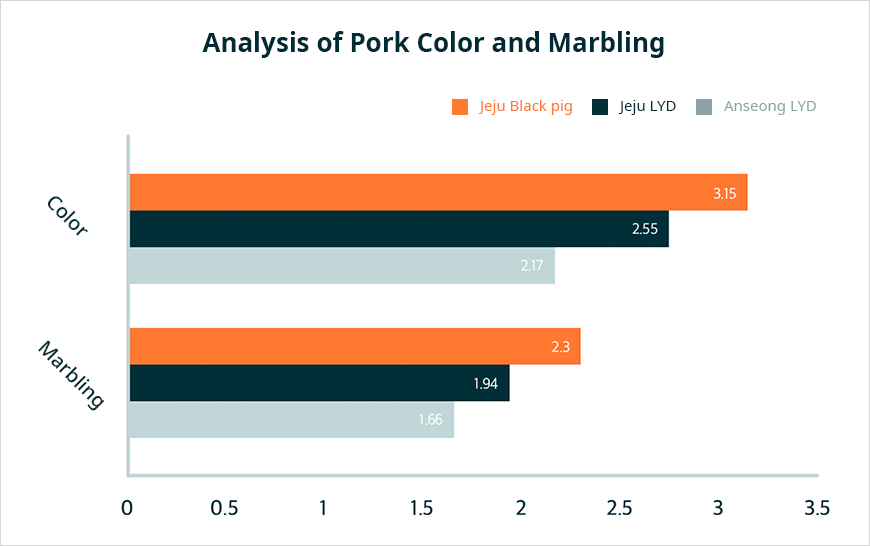 Analysis of Pork Color and Marbling
Jeju Black pig Jeju LYD Anseong LYD
Color
3.15
2.55
2.17
Marbling
2.3
1.94
1.66
0 0.5 1 1.5 2 2.5 3 3.5